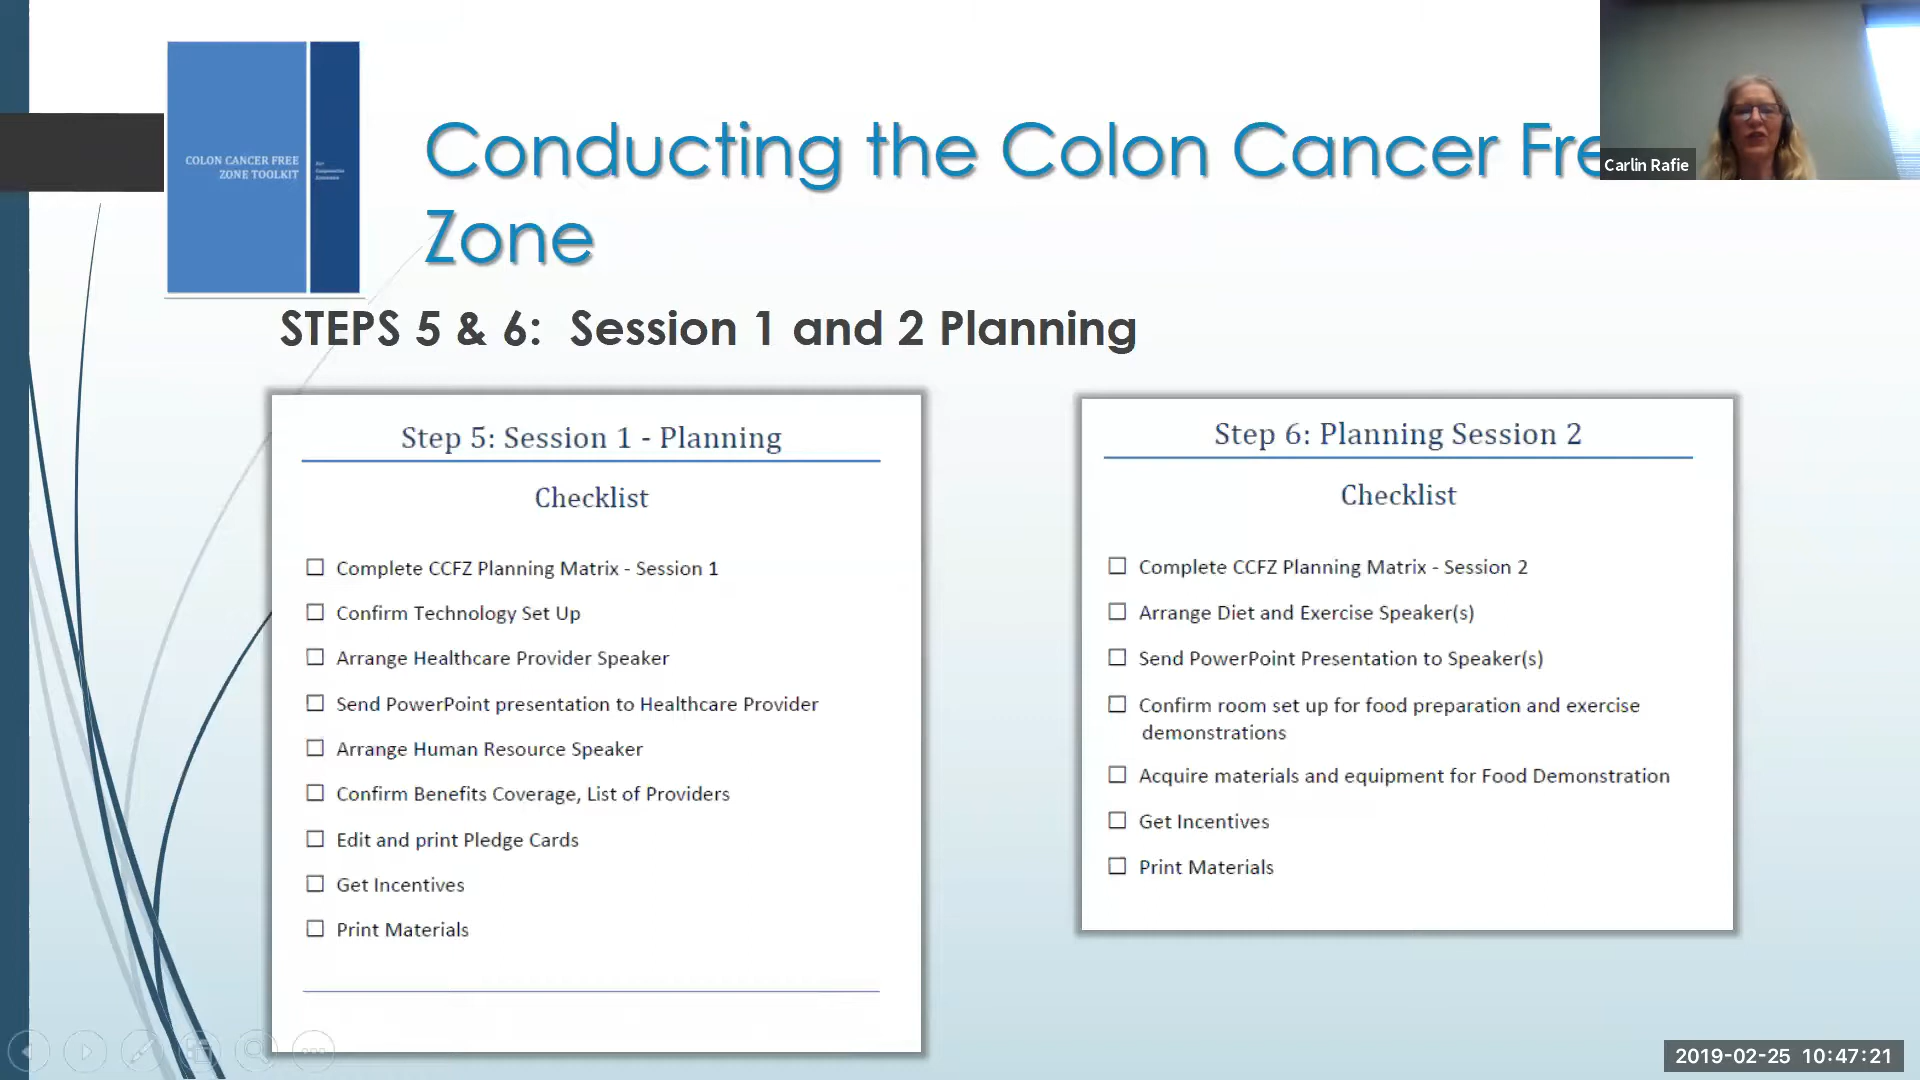 COLON CANCER FREE
ZONE TOOLKIT
For
Cooperative
Extension
Conducting the Colon Cancer Fre
Zone
Carlin Rafie
STEPS 5 & 6:  Session 1 and 2 Planning
Step 5: Session 1 - Planning
Checklist
Complete CCFZ Planning Matrix - Session 1
Confirm Technology Set Up
Arrange Healthcare Provider Speaker
Send PowerPoint presentation to Healthcare Provider
Arrange Human Resource Speaker
Confirm Benefits Coverage, List of Providers
Edit and print Pledge Cards
Get Incentives
Print Materials
Step 6: Planning Session 2
Checklist
Complete CCFZ Planning Matrix - Session 2
Arrange Diet and Exercise Speaker(s)
Send PowerPoint Presentation to Speaker(s)
Confirm room set up for food preparation and exercise
demonstrations
Acquire materials and equipment for Food Demonstration
Get Incentives
Print Materials
2019-02-25 10:47:21